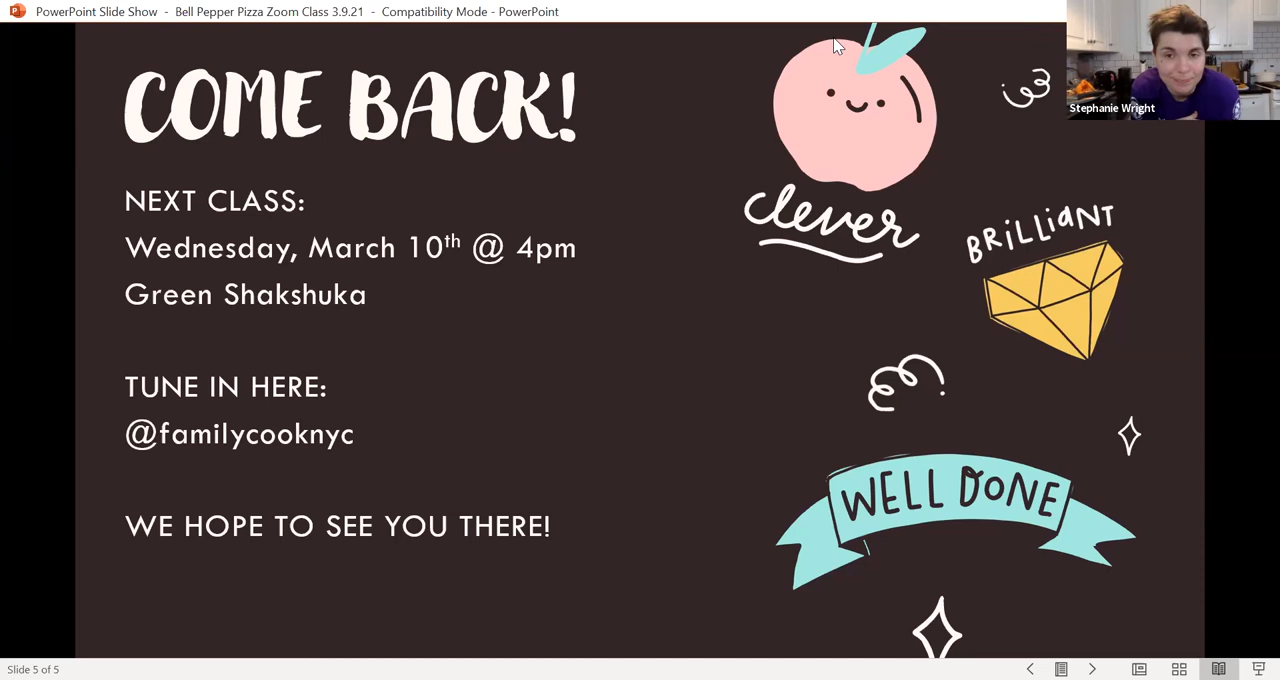 PowerPoint Slide Show - Bell Pepper Pizza Zoom Class 3.9.21 - Compatibility Mode - PowerPoint
COME BACK!
NEXT CLASS:
Wednesday, March 10th @ 4pm
Green Shakshuka
TUNE IN HERE:
@familycooknyc
WE HOPE TO SEE YOU THERE!
clever
BRiLLiaNT
WELL DONE
Stephanie Wright
Slide 5 of 5